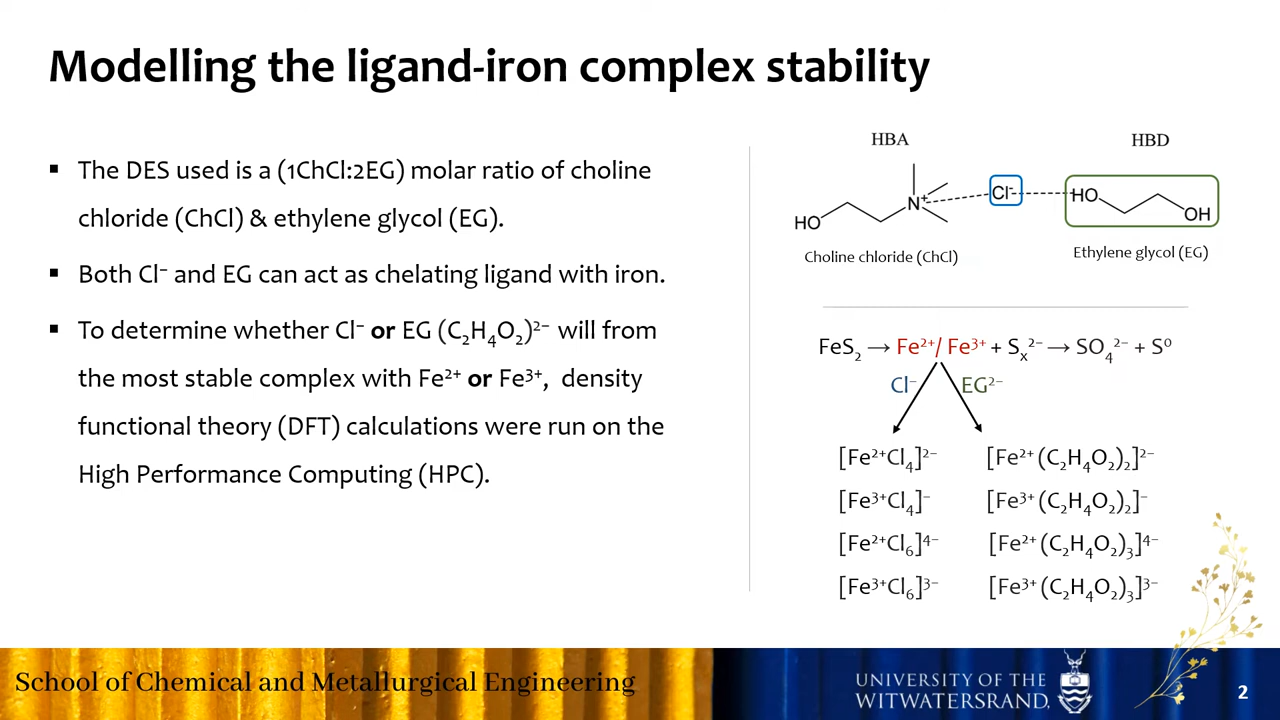 Modelling the ligand-iron complex stability
▪ The DES used is a (1ChCl:2EG) molar ratio of choline
chloride (ChCl) & ethylene glycol (EG).
▪ Both Cl⁻ and EG can act as chelating ligand with iron.
▪ To determine whether Cl⁻ or EG (C₂H₄O₂)²⁻ will from
the most stable complex with Fe²⁺ or Fe³⁺, density
functional theory (DFT) calculations were run on the
High Performance Computing (HPC).
HBA HBD
HO N⁺ Cl⁻ HO OH
Choline chloride (ChCl) Ethylene glycol (EG)
FeS₂ → Fe²⁺/ Fe³⁺ + Sₓ²⁻ → SO₄²⁻ + S⁰
Cl⁻ EG²⁻
[Fe²⁺Cl₄]²⁻ [Fe²⁺(C₂H₄O₂)₂]²⁻
[Fe³⁺Cl₄]⁻ [Fe³⁺(C₂H₄O₂)₂]⁻
[Fe²⁺Cl₆]⁴⁻ [Fe²⁺(C₂H₄O₂)₃]⁴⁻
[Fe³⁺Cl₆]³⁻ [Fe³⁺(C₂H₄O₂)₃]³⁻
School of Chemical and Metallurgical Engineering
UNIVERSITY OF THE
WITWATERSRAND,
2